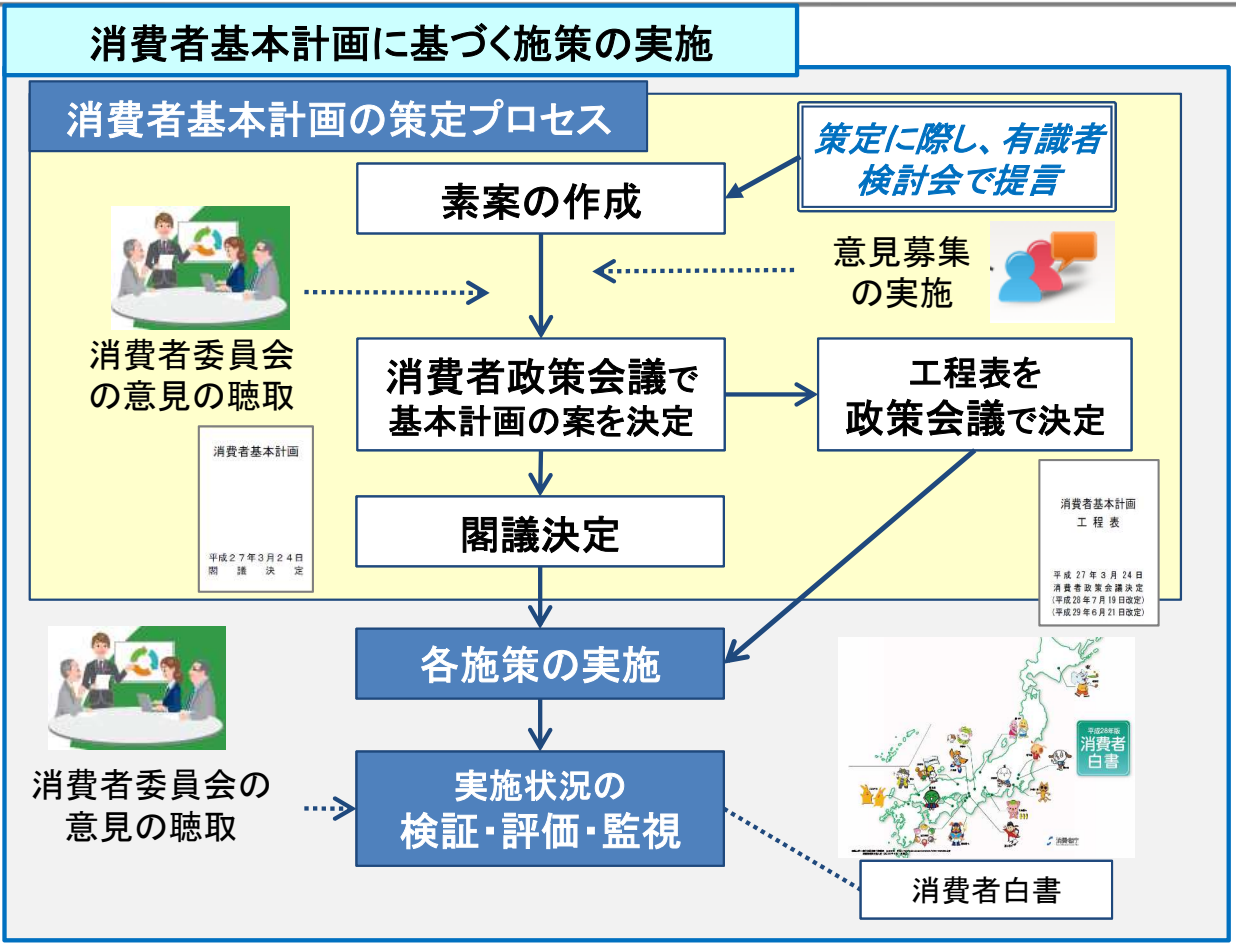 消費者基本計画に基づく施策の実施
消費者基本計画の策定プロセス
策定に際し、有識者
検討会で提言
素案の作成
意見募集
の実施
消費者委員会
の意見の聴取
消費者政策会議で
基本計画の案を決定
工程表を
政策会議で決定
消費者基本計画
平成27年3月24日
閣議決定
閣議決定
消費者基本計画
工程表
平成27年3月24日
消費者政策会議決定
(平成28年7月19日改定)
(平成29年6月21日改定)
各施策の実施
平成28年版
消費者
白書
消費者庁
消費者委員会の
意見の聴取
実施状況の
検証・評価・監視
消費者白書